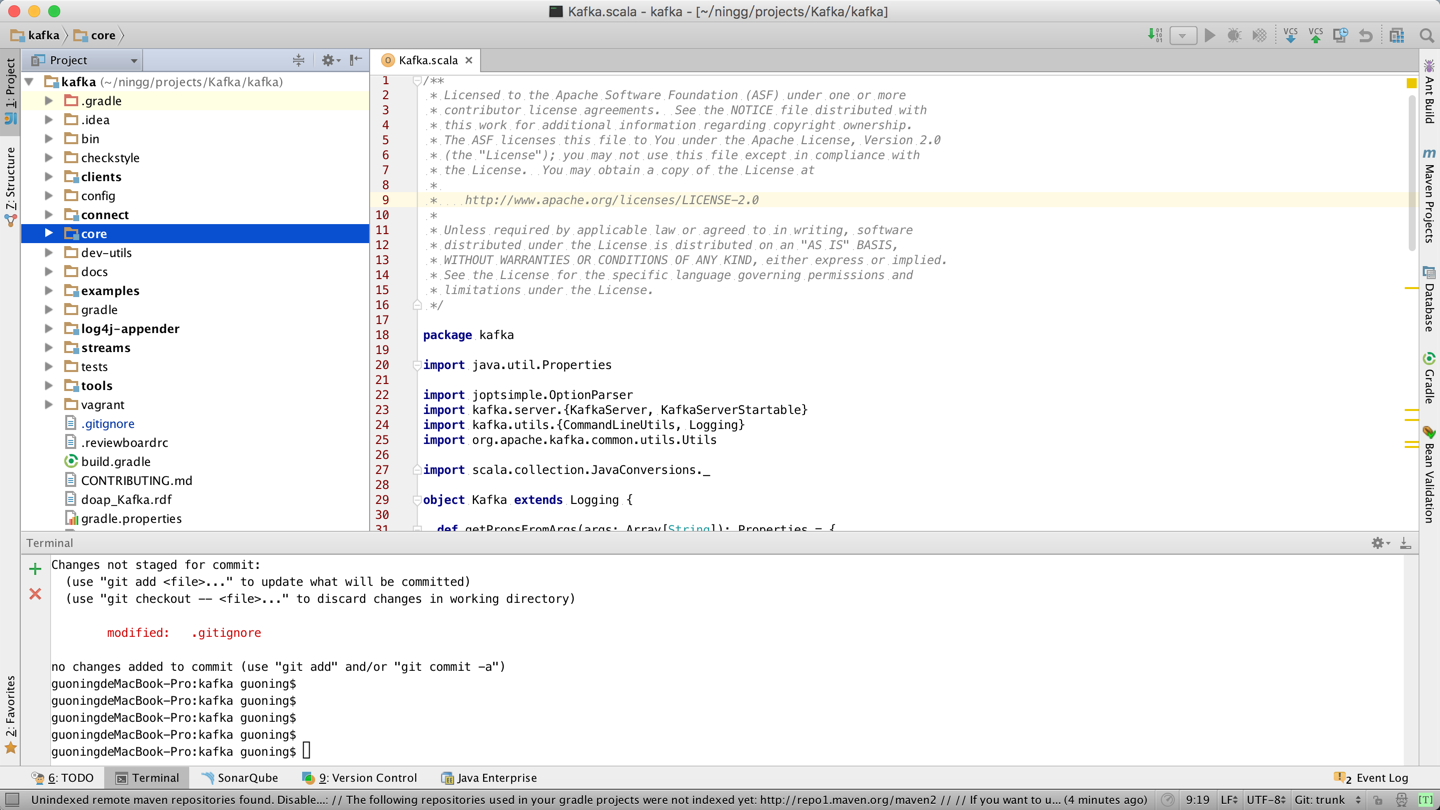 Kafka.scala - kafka - [~/ningg/projects/Kafka/kafka]
kafka core
VCS VCS
1: Project
Z: Structure
2: Favorites
Project
kafka (~/ningg/projects/Kafka/kafka)
.gradle
.idea
bin
checkstyle
clients
config
connect
core
dev-utils
docs
examples
gradle
log4j-appender
streams
tests
tools
vagrant
.gitignore
.reviewboardrc
build.gradle
CONTRIBUTING.md
doap_Kafka.rdf
gradle.properties
Kafka.scala
1 /**
2 * Licensed to the Apache Software Foundation (ASF) under one or more
3 * contributor license agreements.  See the NOTICE file distributed with
4 * this work for additional information regarding copyright ownership.
5 * The ASF licenses this file to You under the Apache License, Version 2.0
6 * (the "License"); you may not use this file except in compliance with
7 * the License.  You may obtain a copy of the License at
8 *
9 *    http://www.apache.org/licenses/LICENSE-2.0
10 *
11 * Unless required by applicable law or agreed to in writing, software
12 * distributed under the License is distributed on an "AS IS" BASIS,
13 * WITHOUT WARRANTIES OR CONDITIONS OF ANY KIND, either express or implied.
14 * See the License for the specific language governing permissions and
15 * limitations under the License.
16 */
17
18 package kafka
19
20 import java.util.Properties
21
22 import joptsimple.OptionParser
23 import kafka.server.{KafkaServer, KafkaServerStartable}
24 import kafka.utils.{CommandLineUtils, Logging}
25 import org.apache.kafka.common.utils.Utils
26
27 import scala.collection.JavaConversions._
28
29 object Kafka extends Logging {
30
31 def getPropsFromArgs(args: Array[String]): Properties = {
Ant Build
Maven Projects
Database
Gradle
Bean Validation
Terminal
Changes not staged for commit:
(use "git add <file>..." to update what will be committed)
(use "git checkout -- <file>..." to discard changes in working directory)
modified:   .gitignore
no changes added to commit (use "git add" and/or "git commit -a")
guoningdeMacBook-Pro:kafka guoning$
guoningdeMacBook-Pro:kafka guoning$
guoningdeMacBook-Pro:kafka guoning$
guoningdeMacBook-Pro:kafka guoning$
guoningdeMacBook-Pro:kafka guoning$
6: TODO Terminal SonarQube 9: Version Control Java Enterprise 2 Event Log
Unindexed remote maven repositories found. Disable...: // The following repositories used in your gradle projects were not indexed yet: http://repo1.maven.org/maven2 // // If you want to u... (4 minutes ago) 9:19 LF UTF-8 Git: trunk [T]